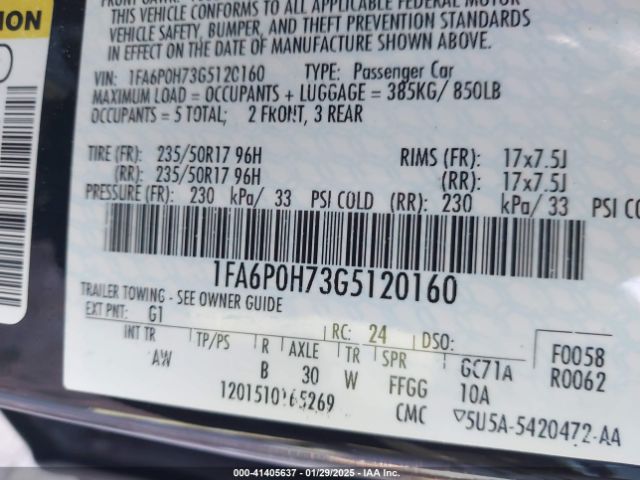 THIS VEHICLE CONFORMS TO ALL APPLICABLE FEDERAL MOTOR
VEHICLE SAFETY, BUMPER, AND THEFT PREVENTION STANDARDS
IN EFFECT ON THE DATE OF MANUFACTURE SHOWN ABOVE.
VIN: 1FA6P0H73G5120160 TYPE: Passenger Car
MAXIMUM LOAD = OCCUPANTS + LUGGAGE = 385KG/ 850LB
OCCUPANTS = 5 TOTAL; 2 FRONT, 3 REAR
TIRE (FR): 235/50R17 96H RIMS (FR): 17x7.5J
(RR): 235/50R17 96H (RR): 17x7.5J
PRESSURE (FR): 230 kPa/ 33 PSI COLD (RR): 230 kPa/ 33 PSI CO
1FA6P0H73G5120160
TRAILER TOWING - SEE OWNER GUIDE
EXT PNT: G1 RC: 24 DSO: F0058
INT TR TP/PS R AXLE TR SPR GC71A R0062
AW B 30 W FFGG 10A
CMC 5U5A-5420472-AA
000-41405637 - 01/29/2025 - IAA Inc.